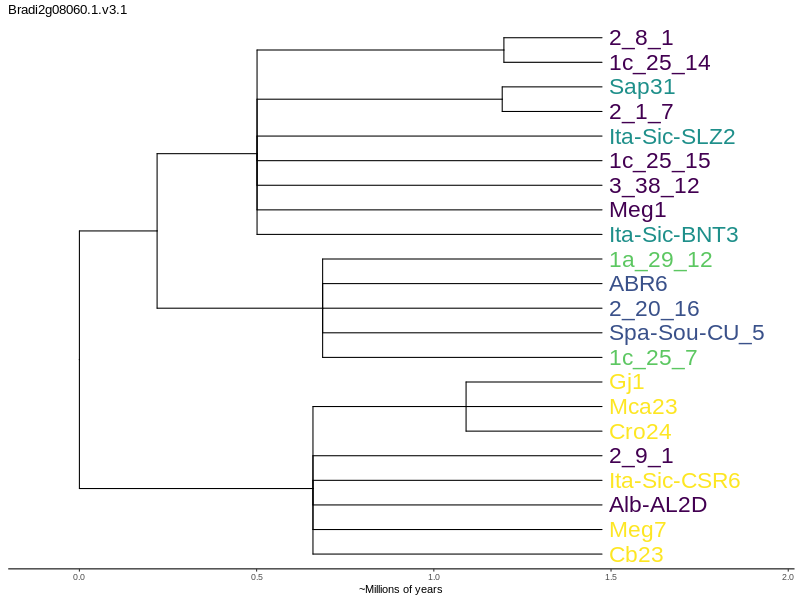 Bradi2g08060.1.v3.1
2_8_1
1c_25_14
Sap31
2_1_7
Ita-Sic-SLZ2
1c_25_15
3_38_12
Meg1
Ita-Sic-BNT3
1a_29_12
ABR6
2_20_16
Spa-Sou-CU_5
1c_25_7
Gj1
Mca23
Cro24
2_9_1
Ita-Sic-CSR6
Alb-AL2D
Meg7
Cb23
0.0 0.5 1.0 1.5 2.0
~Millions of years